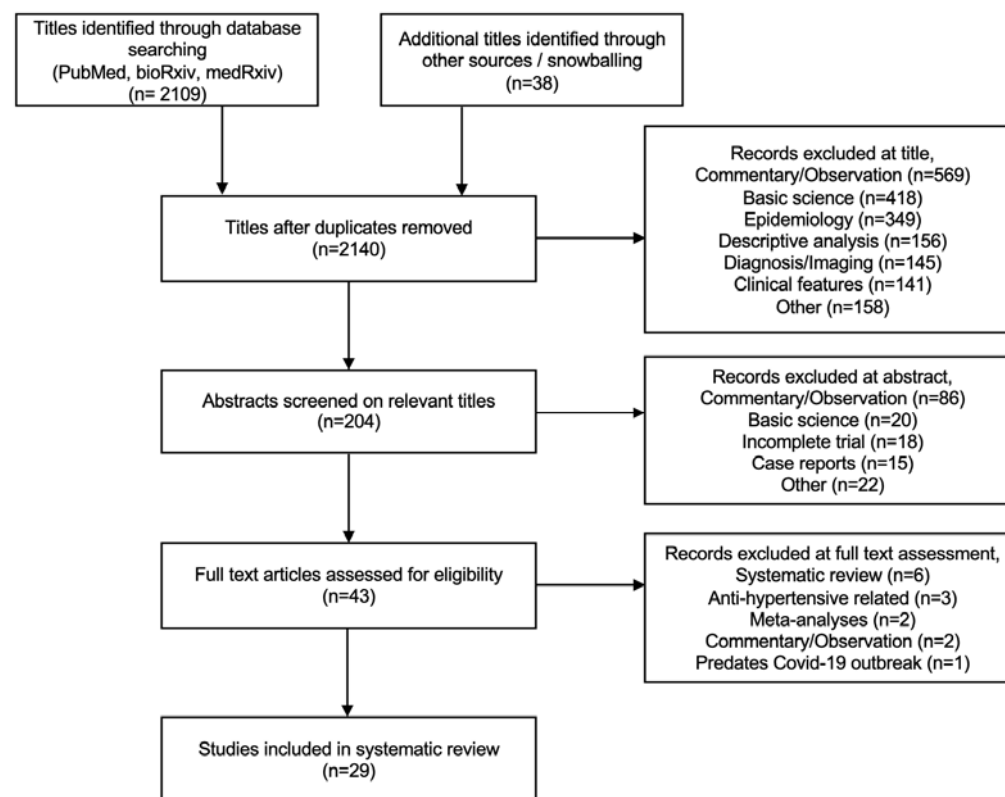 Titles identified through database
searching
(PubMed, bioRxiv, medRxiv)
(n= 2109)
Additional titles identified through
other sources / snowballing
(n=38)
Titles after duplicates removed
(n=2140)
Records excluded at title,
Commentary/Observation (n=569)
Basic science (n=418)
Epidemiology (n=349)
Descriptive analysis (n=156)
Diagnosis/Imaging (n=145)
Clinical features (n=141)
Other (n=158)
Abstracts screened on relevant titles
(n=204)
Records excluded at abstract,
Commentary/Observation (n=86)
Basic science (n=20)
Incomplete trial (n=18)
Case reports (n=15)
Other (n=22)
Full text articles assessed for eligibility
(n=43)
Records excluded at full text assessment,
Systematic review (n=6)
Anti-hypertensive related (n=3)
Meta-analyses (n=2)
Commentary/Observation (n=2)
Predates Covid-19 outbreak (n=1)
Studies included in systematic review
(n=29)